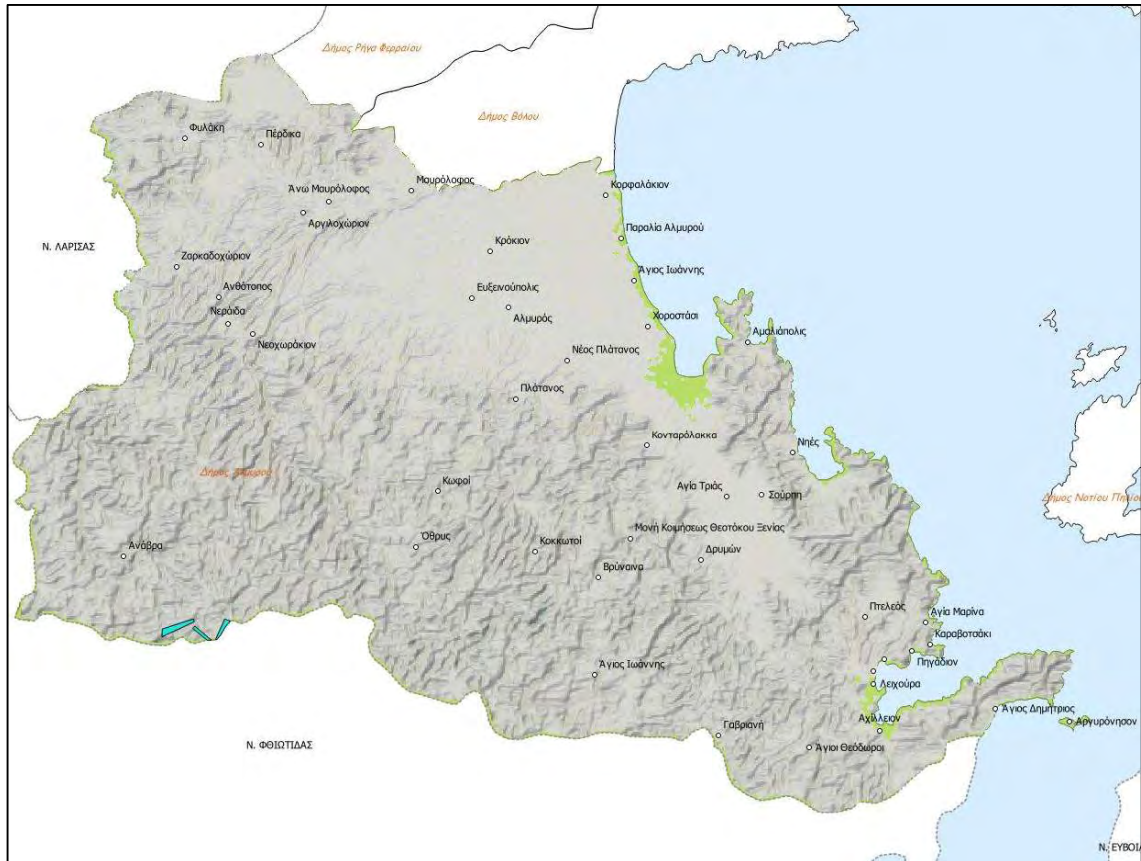 Δήμος Ρήγα Φερραίου
Δήμος Βόλου
Φυλάκη
Πέρδικα
Άνω Μαυρόλοφος
Μαυρόλοφος
Κορφαλάκιον
Αργιλοχώριον
Παραλία Αλμυρού
Ν. ΛΑΡΙΣΑΣ
Κρόκιον
Ζαρκαδοχώριον
Άγιος Ιωάννης
Ανθότοπος
Ευξεινούπολις
Νεράιδα
Αλμυρός
Χοροστάσι
Αμαλιάπολις
Νεοχωράκιον
Νέος Πλάτανος
Πλάτανος
Κονταρόλακκα
Νηές
Δήμος
Κωφοί
Αγία Τριάς
Σούρπη
Δήμος Νοτίου
Μονή Κοιμήσεως Θεοτόκου Ξενίας
Όθρυς
Κοκκωτοί
Δρυμών
Ανάβρα
Βρύναινα
Πτελεός
Αγία Μαρίνα
Καραβοτσάκι
Πηγάδιον
Άγιος Ιωάννης
Λειχούρα
Άγιος Δημήτριος
Αργυρόνησον
Αχίλλειον
Γαβριανή
Ν. ΦΘΙΩΤΙΔΑΣ
Άγιοι Θεόδωροι
Ν. ΕΥΒΟΙ